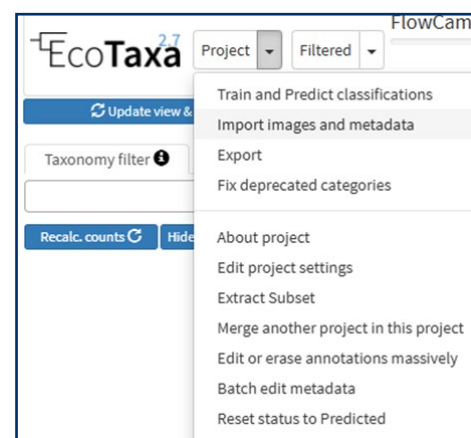 FlowCam
EcoTaxa 2.7
Project
Filtered
Update view &
Taxonomy filter
Recalc. counts
Hide
Train and Predict classifications
Import images and metadata
Export
Fix deprecated categories
About project
Edit project settings
Extract Subset
Merge another project in this project
Edit or erase annotations massively
Batch edit metadata
Reset status to Predicted